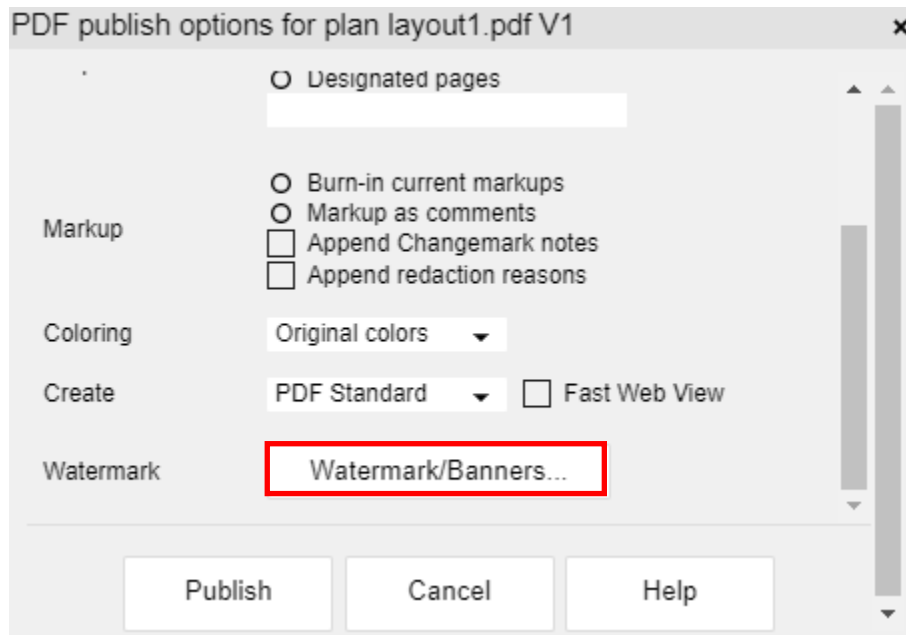 PDF publish options for plan layout1.pdf V1
Designated pages
Burn-in current markups
Markup
Markup as comments
Append Changemark notes
Append redaction reasons
Coloring
Original colors
Create
PDF Standard
Fast Web View
Watermark
Watermark/Banners...
Publish
Cancel
Help